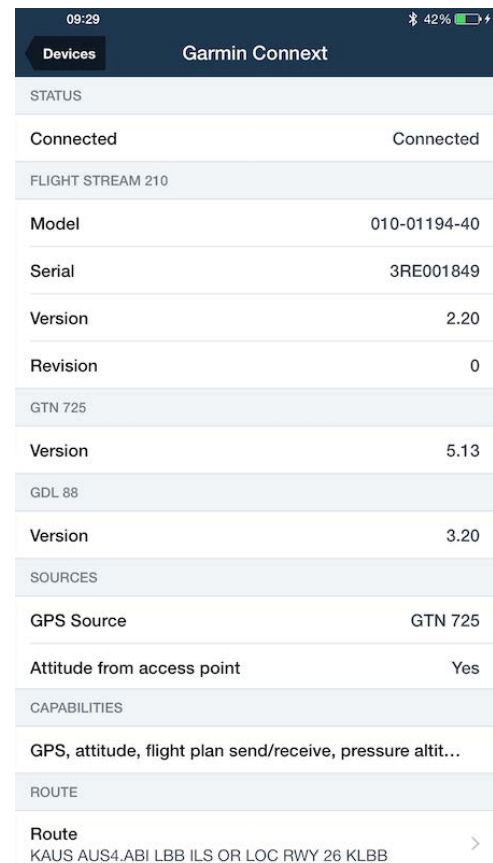 09:29 42%
Devices Garmin Connext
STATUS
Connected Connected
FLIGHT STREAM 210
Model 010-01194-40
Serial 3RE001849
Version 2.20
Revision 0
GTN 725
Version 5.13
GDL 88
Version 3.20
SOURCES
GPS Source GTN 725
Attitude from access point Yes
CAPABILITIES
GPS, attitude, flight plan send/receive, pressure altit...
ROUTE
Route
KAUS AUS4.ABI LBB ILS OR LOC RWY 26 KLBB